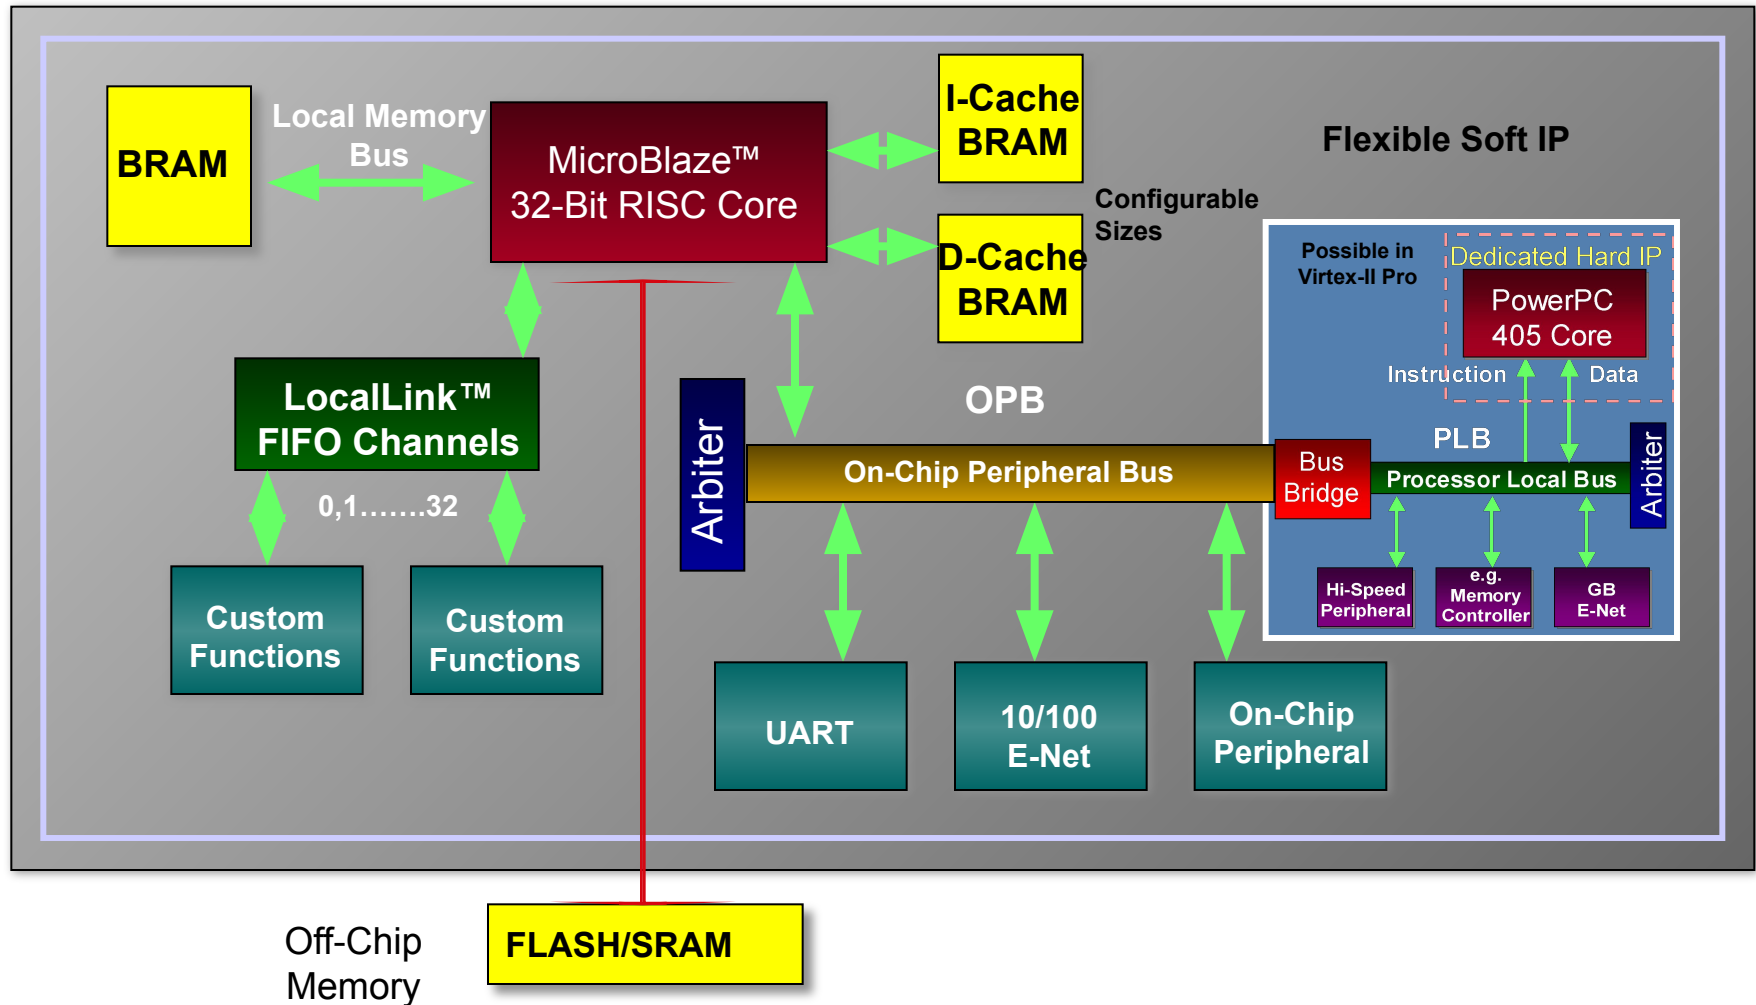 BRAM
Local Memory
Bus
MicroBlaze™
32-Bit RISC Core
I-Cache
BRAM
Configurable
Sizes
D-Cache
BRAM
Flexible Soft IP
Possible in
Virtex-II Pro
Dedicated Hard IP
PowerPC
405 Core
Instruction
Data
PLB
Processor Local Bus
Arbiter
Bus
Bridge
Hi-Speed
Peripheral
e.g.
Memory
Controller
GB
E-Net
LocalLink™
FIFO Channels
0,1.......32
Custom
Functions
Custom
Functions
Arbiter
OPB
On-Chip Peripheral Bus
UART
10/100
E-Net
On-Chip
Peripheral
Off-Chip
Memory
FLASH/SRAM